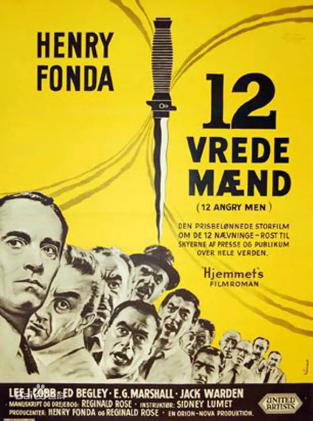 HENRY
FONDA
12
VREDE
MÆND
(12 ANGRY MEN)
DEN PRISBELØNNEDE STORFILM
OM DE 12 NÆVNINGE - ROST TIL
SKYERNE AF PRESSE OG PUBLIKUM
OVER HELE VERDEN.
Hjemmet's
FILMROMAN
LEE J. COBB - ED BEGLEY - E.G. MARSHALL - JACK WARDEN
MANUSKRIPT OG DREJEBOG: REGINALD ROSE - INSTRUKTØR: SIDNEY LUMET
PRODUCENTER: HENRY FONDA OG REGINALD ROSE - EN ORION-NOVA PRODUKTION.
UNITED
ARTISTS